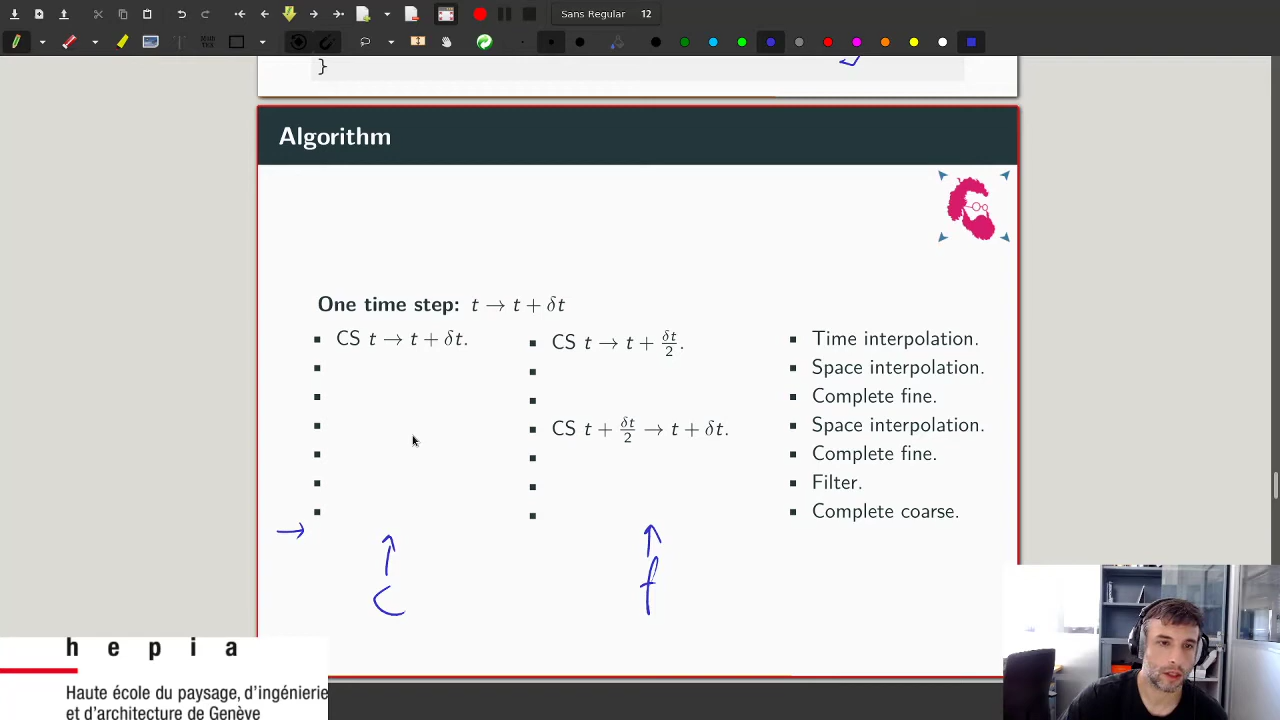 Sans Regular 12
}
Algorithm
One time step: t → t + δt
CS t → t + δt.
CS t → t + δt/2.
CS t + δt/2 → t + δt.
Time interpolation.
Space interpolation.
Complete fine.
Space interpolation.
Complete fine.
Filter.
Complete coarse.
c
f
h e p i a
Haute école du paysage, d'ingénierie
et d'architecture de Genève